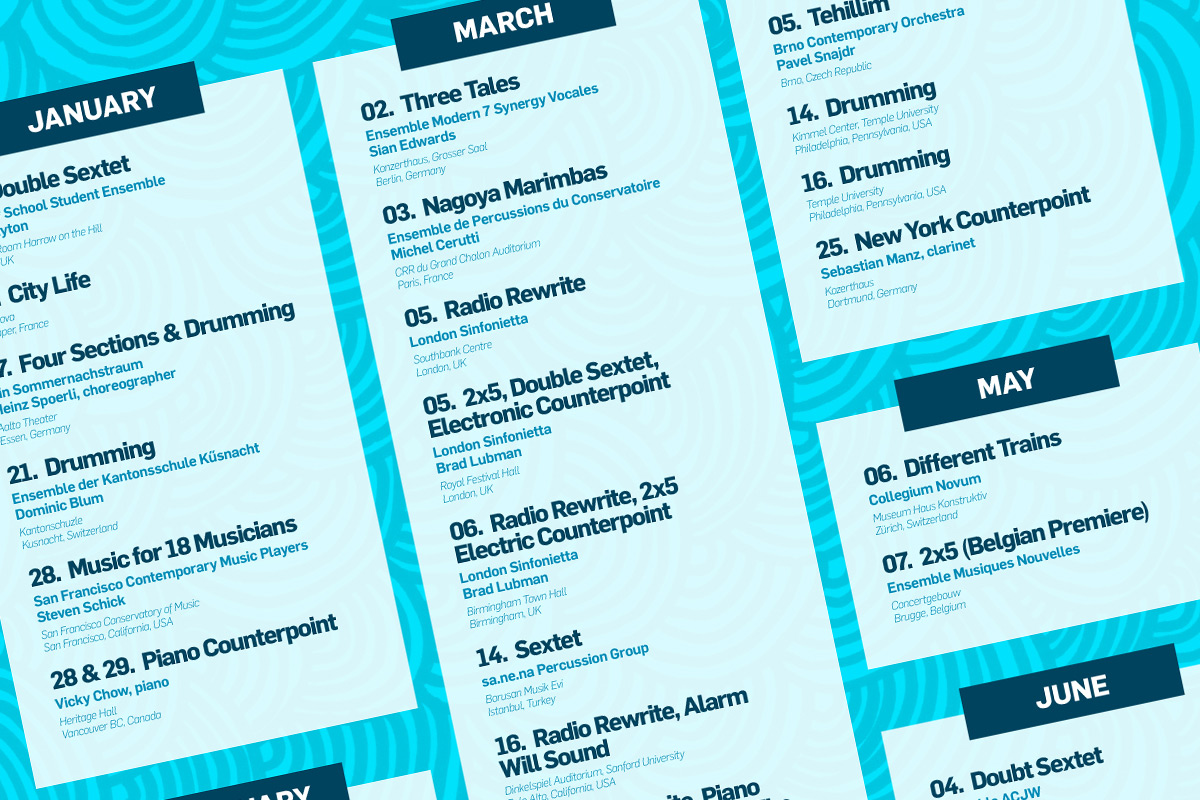 JANUARY
Double Sextet
School Student Ensemble
Room Harrow on the Hill
UK
City Life
France
7. Four Sections & Drumming
in Sommernachstraum
Heinz Spoerli, choreographer
Aalto Theater
Essen, Germany
21. Drumming
Ensemble der Kantonsschule Kűsnacht
Dominic Blum
Kantonschuzle
Kusnacht, Switzerland
28. Music for 18 Musicians
San Francisco Contemporary Music Players
Steven Schick
San Francisco Conservatory of Music
San Francisco, California, USA
28 & 29. Piano Counterpoint
Vicky Chow, piano
Heritage Hall
Vancouver BC, Canada
MARCH
02. Three Tales
Ensemble Modern 7 Synergy Vocales
Sian Edwards
Konzerthaus, Grosser Saal
Berlin, Germany
03. Nagoya Marimbas
Ensemble de Percussions du Conservatoire
Michel Cerutti
CRR du Grand Chalon Auditorium
Paris, France
05. Radio Rewrite
London Sinfonietta
Southbank Centre
London, UK
05. 2x5, Double Sextet,
Electronic Counterpoint
London Sinfonietta
Brad Lubman
Royal Festival Hall
London, UK
06. Radio Rewrite, 2x5
Electric Counterpoint
London Sinfonietta
Brad Lubman
Birmingham Town Hall
Birmingham, UK
14. Sextet
sa.ne.na Percussion Group
Barusan Musik Evi
Istanbul, Turkey
16. Radio Rewrite, Alarm
Will Sound
Dinkelspiel Auditorium, Sanford University
Alto, California, USA
Piano
05. Tehillim
Brno Contemporary Orchestra
Pavel Snajdr
Brno, Czech Republic
14. Drumming
Kimmel Center, Temple University
Philadelphia, Pennsylvania, USA
16. Drumming
Temple University
Philadelphia, Pennsylvania, USA
25. New York Counterpoint
Sebastian Manz, clarinet
Kozerthaus
Dortmund, Germany
MAY
06. Different Trains
Collegium Novum
Museum Haus Konstruktiv
Zürich, Switzerland
07. 2x5 (Belgian Premiere)
Ensemble Musiques Nouvelles
Concertgebouw
Brugge, Belgium
JUNE
04. Doubt Sextet
ACJW